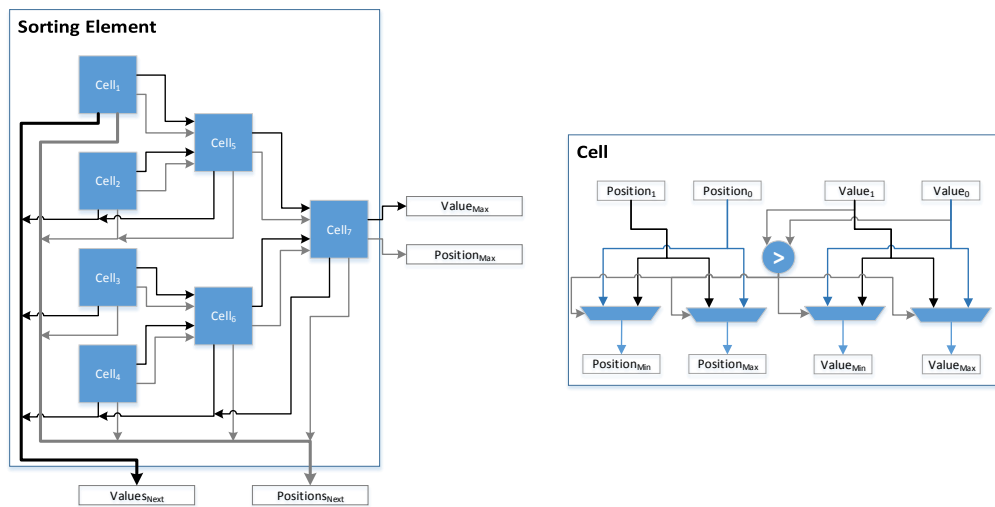 Sorting Element
Cell1
Cell2
Cell3
Cell4
Cell5
Cell6
Cell7
ValueMax
PositionMax
ValuesNext
PositionsNext
Cell
Position1
Position0
Value1
Value0
>
PositionMin
PositionMax
ValueMin
ValueMax